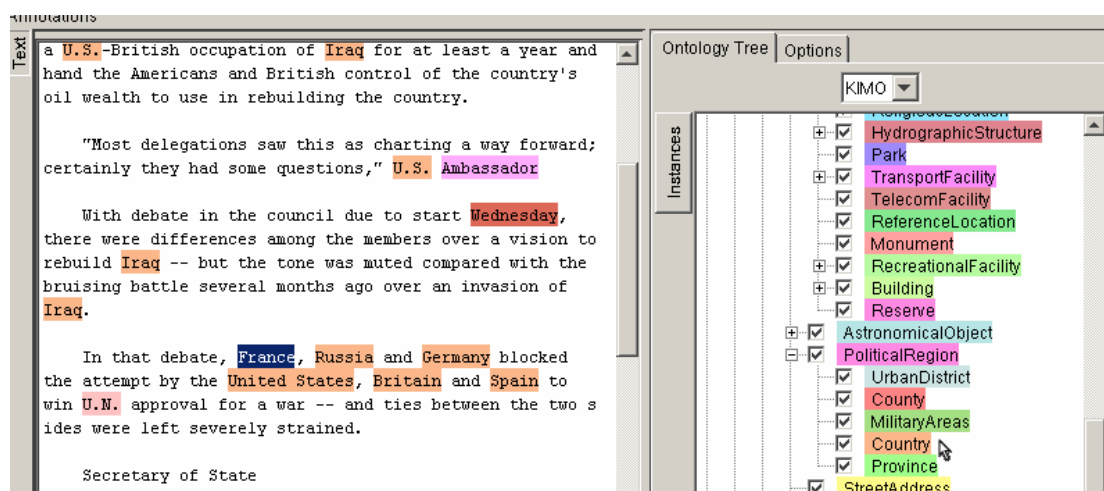 Annotations
Text
a U.S.-British occupation of Iraq for at least a year and
hand the Americans and British control of the country's
oil wealth to use in rebuilding the country.
"Most delegations saw this as charting a way forward;
certainly they had some questions," U.S. Ambassador
With debate in the council due to start Wednesday,
there were differences among the members over a vision to
rebuild Iraq -- but the tone was muted compared with the
bruising battle several months ago over an invasion of
Iraq.
In that debate, France, Russia and Germany blocked
the attempt by the United States, Britain and Spain to
win U.N. approval for a war -- and ties between the two s
ides were left severely strained.
Secretary of State
Ontology Tree
Options
KIMO
Instances
ReligiousLocation
HydrographicStructure
Park
TransportFacility
TelecomFacility
ReferenceLocation
Monument
RecreationalFacility
Building
Reserve
AstronomicalObject
PoliticalRegion
UrbanDistrict
County
MilitaryAreas
Country
Province
StreetAddress